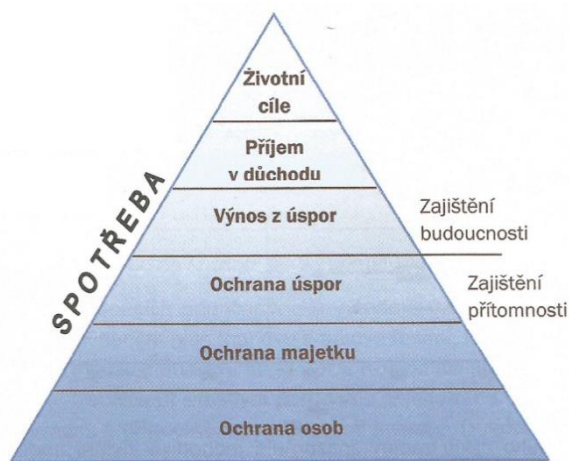 Životní
cíle
Příjem
v důchodu
SPOTŘEBA
Výnos z úspor
Zajištění
budoucnosti
Ochrana úspor
Zajištění
přítomnosti
Ochrana majetku
Ochrana osob